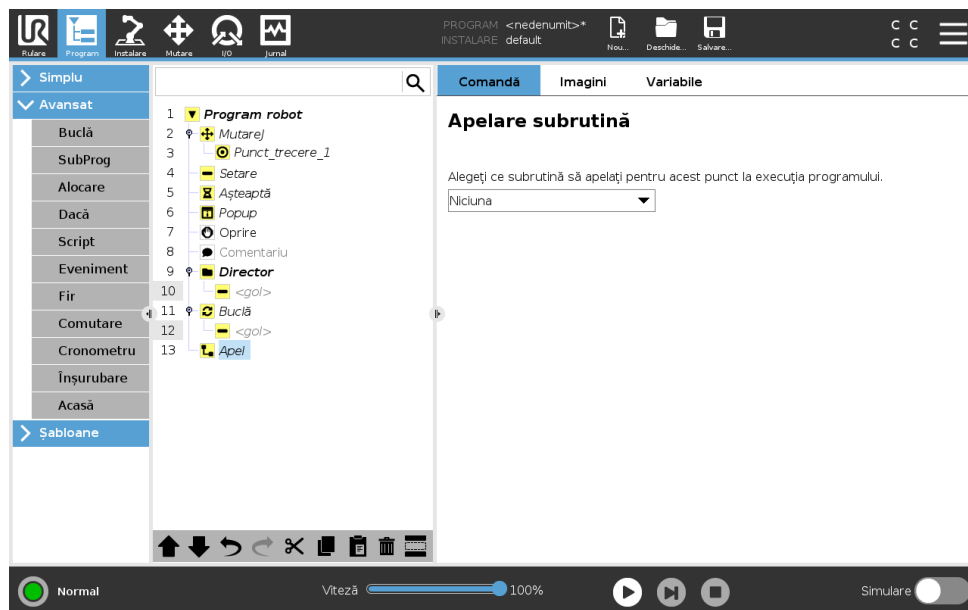 PROGRAM <nedenumit>*
INSTALARE default
Rulare Program Instalare Mutare I/O Jurnal Nou... Deschide... Salvare...
C C
C C
Simplu
Avansat
Buclă
SubProg
Alocare
Dacă
Script
Eveniment
Fir
Comutare
Cronometru
Înșurubare
Acasă
Șabloane
1 Program robot
2 MutareJ
3 Punct_trecere_1
4 Setare
5 Așteaptă
6 Popup
7 Oprire
8 Comentariu
9 Director
10 <gol>
11 Buclă
12 <gol>
13 Apel
Comandă Imagini Variabile
Apelare subrutină
Alegeți ce subrutină să apelați pentru acest punct la execuția programului.
Niciuna
Normal Viteză 100% Simulare